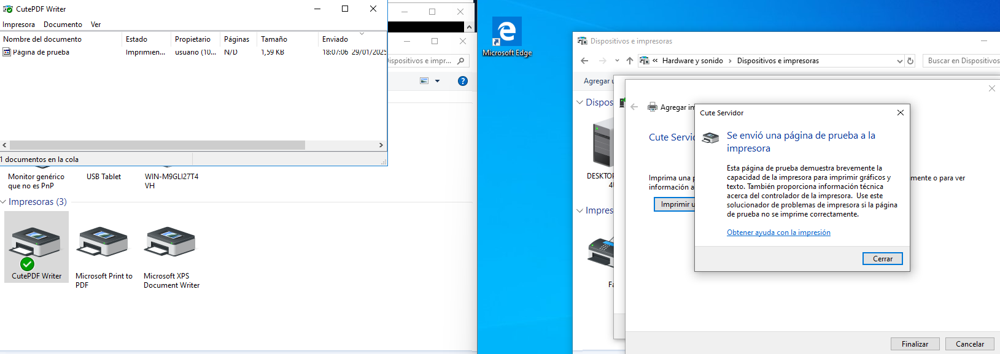 CutePDF Writer
Impresora Documento Ver
Nombre del documento Estado Propietario Páginas Tamaño Enviado
Página de prueba Imprimien... usuario (10... N/D 1,59 KB 18:07:06 29/01/2025
1 documentos en la cola
Dispositivos e impr...
Monitor genérico
que no es PnP
USB Tablet
WIN-M9GLI27T4
VH
Impresoras (3)
CutePDF Writer
Microsoft Print to
PDF
Microsoft XPS
Document Writer
Microsoft Edge
Dispositivos e impresoras
« Hardware y sonido > Dispositivos e impresoras
Buscar en Dispositivos
Agregar u
Dispos
DESKTOP
4
Impres
Fa
Agregar im
Cute Servid
Imprima una p
mente o para ver
información a
Imprimir u
Cute Servidor
Se envió una página de prueba a la
impresora
Esta página de prueba demuestra brevemente la
capacidad de la impresora para imprimir gráficos y
texto. También proporciona información técnica
acerca del controlador de la impresora. Use este
solucionador de problemas de impresora si la página
de prueba no se imprime correctamente.
Obtener ayuda con la impresión
Cerrar
Finalizar Cancelar